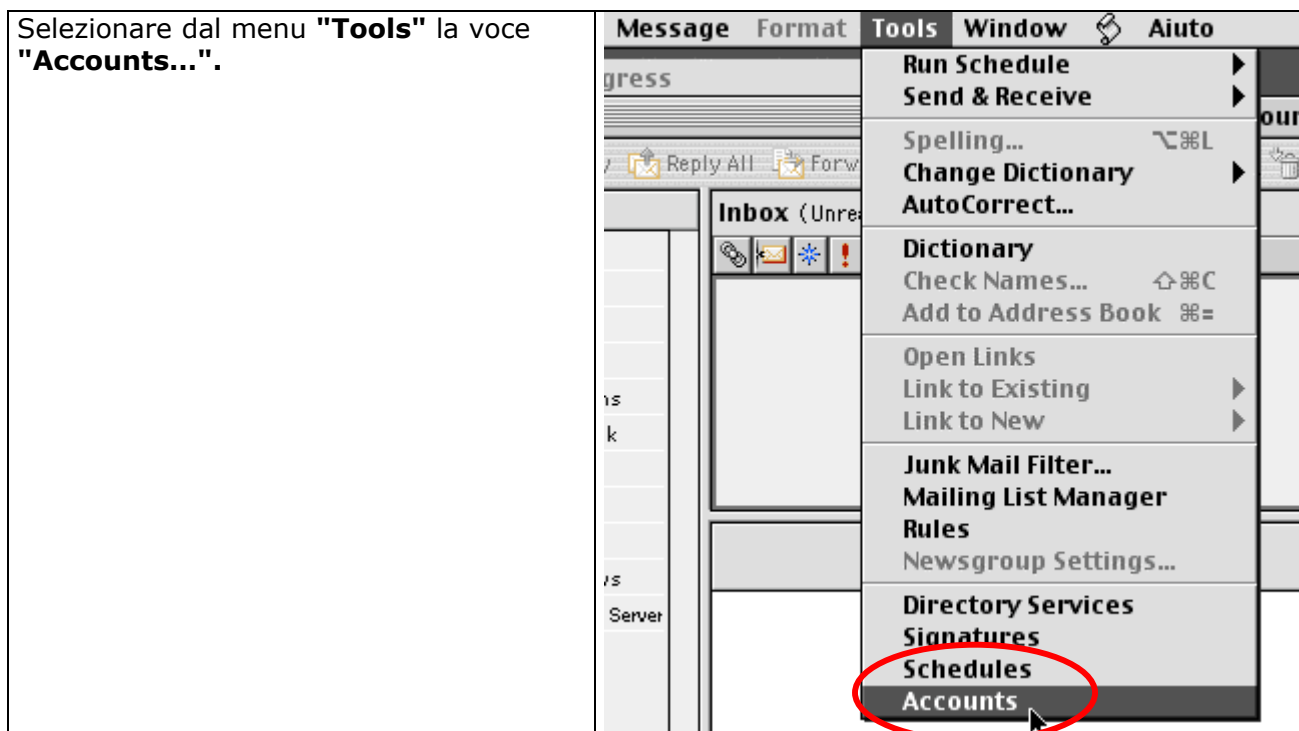 Selezionare dal menu "Tools" la voce
"Accounts...".
Message Format Tools Window Aiuto
gress
Run Schedule
Send & Receive
Spelling... ⌥⌘L
Reply All Forw
Change Dictionary
AutoCorrect...
Inbox (Unre
Dictionary
Check Names... ⇧⌘C
Add to Address Book ⌘=
Open Links
Link to Existing
Link to New
ns
k
Junk Mail Filter...
Mailing List Manager
Rules
Newsgroup Settings...
Directory Services
Server
Signatures
Schedules
Accounts